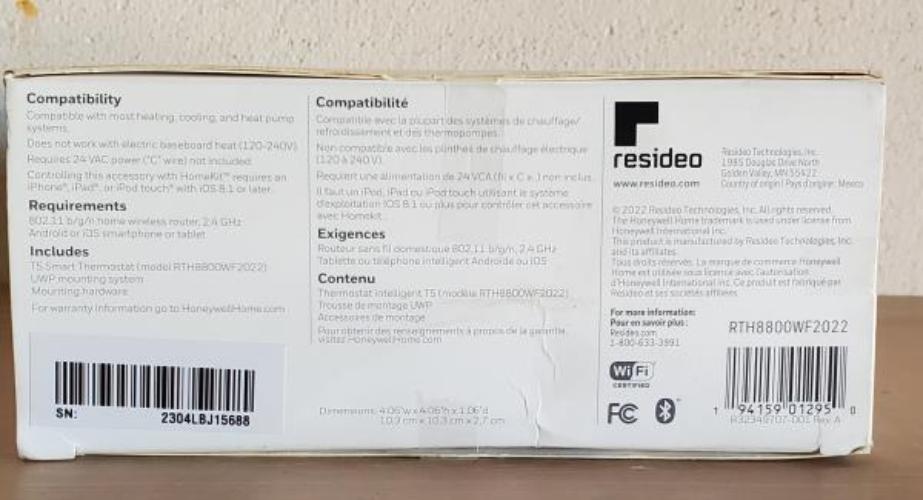 Compatibility
Compatible with most heating, cooling, and heat pump
systems.
Does not work with electric baseboard heat (120-240V)
Requires 24 VAC power ("C" wire) not included.
Controlling this accessory with HomeKit™ requires an
iPhone®, iPad®, or iPod touch® with iOS 8.1 or later.
Requirements
802.11 b/g/n home wireless router, 2.4 GHz
Android or iOS smartphone or tablet
Includes
T5 Smart Thermostat (model RTH8800WF2022)
UWP mounting system
Mounting hardware
For warranty information go to HoneywellHome.com
SN:
2304LBJ15688
Compatibilité
Compatible avec la plupart des systèmes de chauffage/
refroidissement et des thermopompes.
Non compatible avec les plinthes de chauffage électrique
(120 à 240 V).
Requiert une alimentation de 24 VCA (fil « C ») non inclus.
Il faut un iPod, iPad ou iPod touch utilisant le système
d'exploitation iOS 8.1 ou plus pour contrôler cet accessoire
avec Homekit.
Exigences
Routeur sans fil domestique 802.11 b/g/n, 2,4 GHz
Tablette ou téléphone intelligent Android ou iOS
Contenu
Thermostat intelligent T5 (modèle RTH8800WF2022)
Trousse de montage UWP
Accessoires de montage
Pour obtenir des renseignements à propos de la garantie,
visitez HoneywellHome.com
Dimensions: 4.06"w x 4.06"h x 1.06"d
10,3 cm x 10,3 cm x 2,7 cm
resideo
www.resideo.com
Resideo Technologies, Inc.
1985 Douglas Drive North
Golden Valley, MN 55422
Country of origin | Pays d'origine: Mexico
© 2022 Resideo Technologies, Inc. All rights reserved.
The Honeywell Home trademark is used under license from
Honeywell International Inc.
This product is manufactured by Resideo Technologies, Inc.
and its affiliates.
Tous droits réservés. La marque de commerce Honeywell
Home est utilisée sous licence avec l'autorisation
d'Honeywell International Inc. Ce produit est fabriqué par
Resideo et ses sociétés affiliées.
For more information:
Pour en savoir plus :
Resideo.com
1-800-633-3991
Wi Fi
CERTIFIED
FC
RTH8800WF2022
1 94159 01295 0
R32349707-001 Rev. A